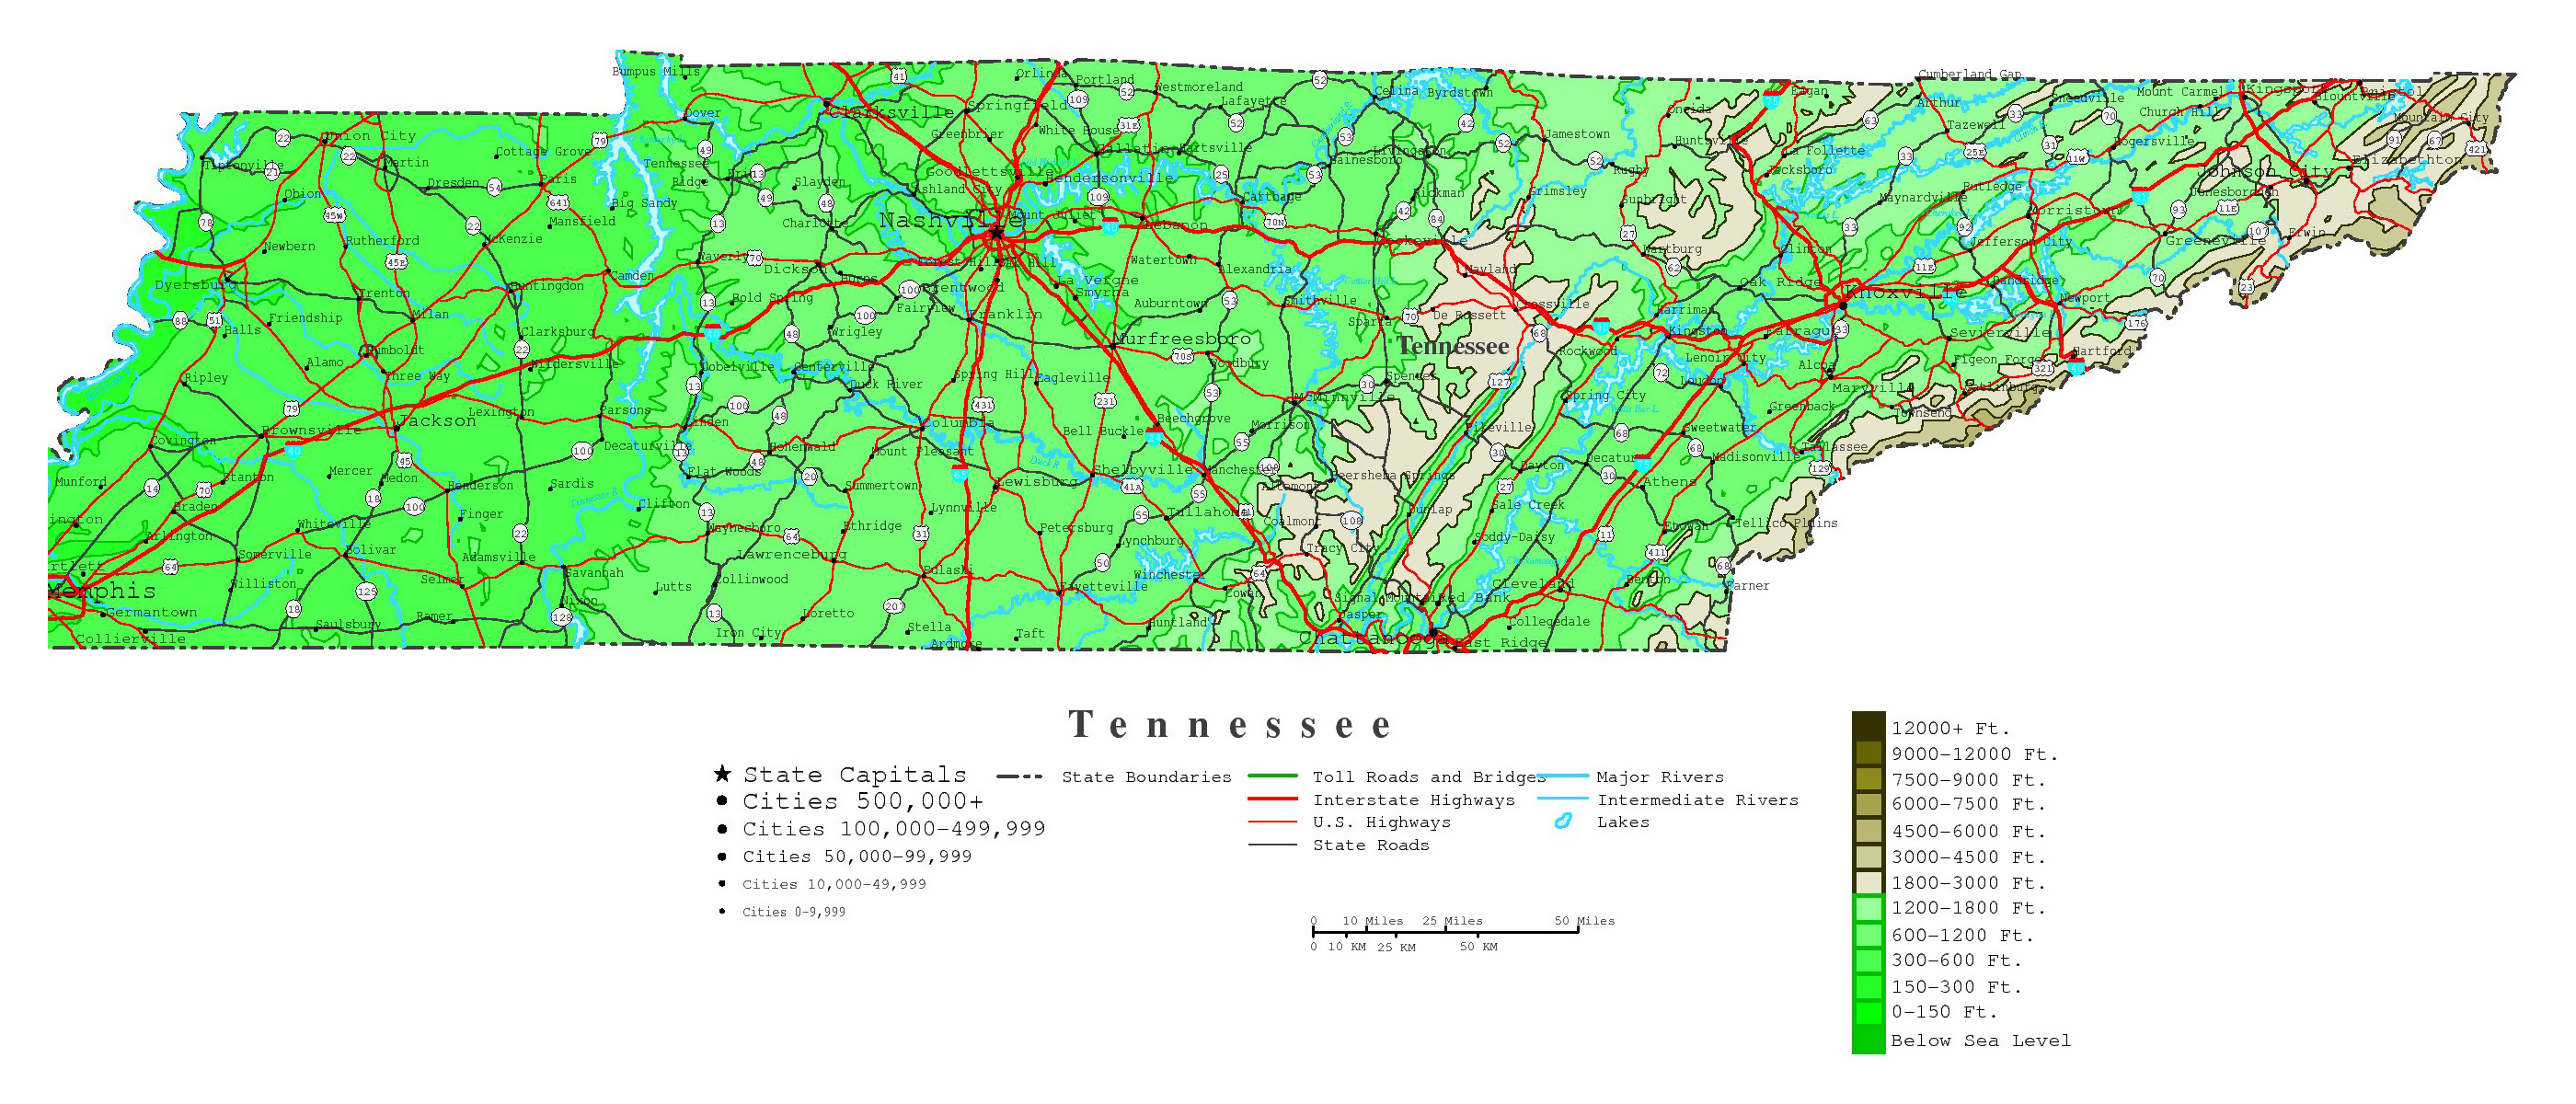 Bumpus Mills
Orlinda
Portland
Westmoreland
Lafayette
Celina
Byrdstown
Oneida
Eagan
Cumberland Gap
Arthur
Sneedville
Mount Carmel
Church Hill
Kingsport
Blountville
Bristol
Mountain City
Union City
Dover
Clarksville
Springfield
Greenbrier
White House
Gallatin
Hartsville
Gainesboro
Livingston
Jamestown
Huntsville
La Follette
Tazewell
Rogersville
Elizabethton
Tiptonville
Martin
Cottage Grove
Tennessee
Ridge
Erin
Slayden
Goodlettsville
Hendersonville
Ashland City
Carthage
Rickman
Grimsley
Rugby
Sunbright
Jacksboro
Maynardville
Rutledge
Johnson City
Jonesborough
Obion
Dresden
Paris
Big Sandy
Mansfield
Charlotte
Nashville
Mount Juliet
Lebanon
Cookeville
Wartburg
Clinton
Morristown
Jefferson City
Greeneville
Erwin
Newbern
Rutherford
McKenzie
Camden
Waverly
Dickson
Burns
Forest Hills
Oak Hill
La Vergne
Smyrna
Watertown
Alexandria
Mayland
Oak Ridge
Dyersburg
Trenton
Huntingdon
Bold Spring
Fairview
Brentwood
Auburntown
Smithville
Crossville
Knoxville
Dandridge
Newport
Halls
Friendship
Milan
Clarksburg
Wrigley
Franklin
Sparta
De Rossett
Harriman
Kingston
Farragut
Sevierville
Humboldt
Murfreesboro
Tennessee
Rockwood
Lenoir City
Pigeon Forge
Hartford
Ripley
Alamo
Three Way
Wildersville
Lobelville
Centerville
Duck River
Spring Hill
Eagleville
Woodbury
Spencer
Loudon
Alcoa
Maryville
Gatlinburg
Covington
Brownsville
Jackson
Lexington
Parsons
Linden
Columbia
Beechgrove
Bell Buckle
McMinnville
Morrison
Pikeville
Spring City
Greenback
Townsend
Sweetwater
Tallassee
Decaturville
Hohenwald
Mount Pleasant
Munford
Stanton
Mercer
Medon
Henderson
Sardis
Flat Woods
Summertown
Lewisburg
Shelbyville
Manchester
Altamont
Beersheba Springs
Dayton
Decatur
Madisonville
Athens
Braden
Whiteville
Finger
Clifton
Waynesboro
Ethridge
Lynnville
Petersburg
Tullahoma
Coalmont
Dunlap
Sale Creek
Etowah
Tellico Plains
Arlington
Somerville
Bolivar
Adamsville
Lawrenceburg
Lynchburg
Tracy City
Soddy-Daisy
Memphis
Williston
Selmer
Savannah
Lutts
Collinwood
Pulaski
Fayetteville
Winchester
Cowan
Cleveland
Benton
Farner
Germantown
Ramer
Nixon
Loretto
Signal Mountain
Red Bank
Jasper
Collierville
Saulsbury
Iron City
Stella
Ardmore
Taft
Huntland
Chattanooga
East Ridge
Collegedale
Tennessee
State Capitals
Cities 500,000+
Cities 100,000-499,999
Cities 50,000-99,999
Cities 10,000-49,999
Cities 0-9,999
State Boundaries
Toll Roads and Bridges
Interstate Highways
U.S. Highways
State Roads
Major Rivers
Intermediate Rivers
Lakes
0 10 Miles 25 Miles 50 Miles
0 10 KM 25 KM 50 KM
12000+ Ft.
9000-12000 Ft.
7500-9000 Ft.
6000-7500 Ft.
4500-6000 Ft.
3000-4500 Ft.
1800-3000 Ft.
1200-1800 Ft.
600-1200 Ft.
300-600 Ft.
150-300 Ft.
0-150 Ft.
Below Sea Level